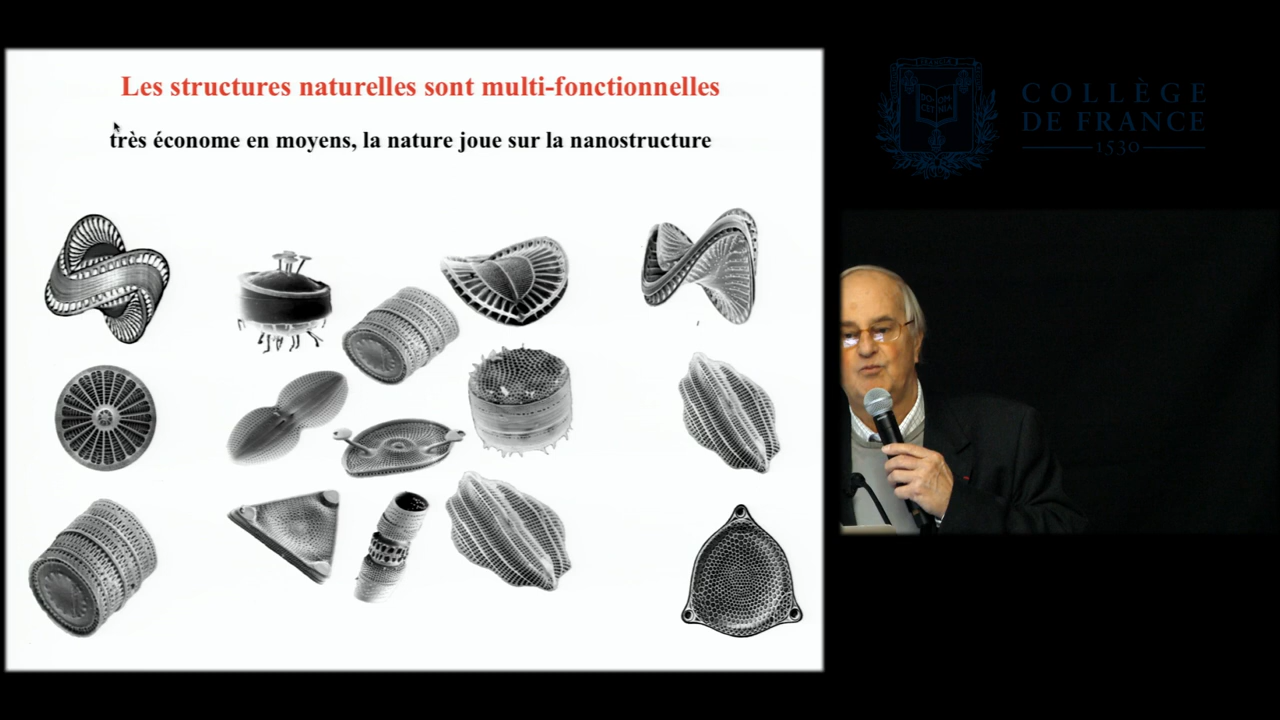 Les structures naturelles sont multi-fonctionnelles
très économe en moyens, la nature joue sur la nanostructure
COLLÈGE
DE FRANCE
1530